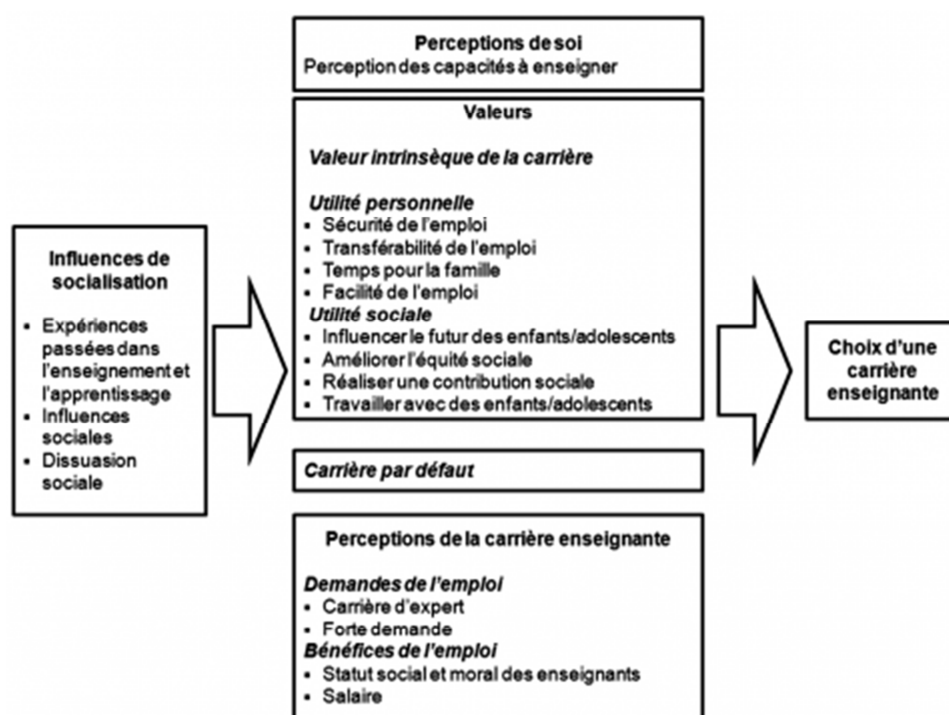 Perceptions de soi
Perception des capacités à enseigner
Valeurs
Valeur intrinsèque de la carrière
Utilité personnelle
▪ Sécurité de l'emploi
▪ Transférabilité de l'emploi
▪ Temps pour la famille
▪ Facilité de l'emploi
Utilité sociale
▪ Influencer le futur des enfants/adolescents
▪ Améliorer l'équité sociale
▪ Réaliser une contribution sociale
▪ Travailler avec des enfants/adolescents
Influences de
socialisation
▪ Expériences
passées dans
l'enseignement et
l'apprentissage
▪ Influences
sociales
▪ Dissuasion
sociale
Choix d'une
carrière
enseignante
Carrière par défaut
Perceptions de la carrière enseignante
Demandes de l'emploi
▪ Carrière d'expert
▪ Forte demande
Bénéfices de l'emploi
▪ Statut social et moral des enseignants
▪ Salaire